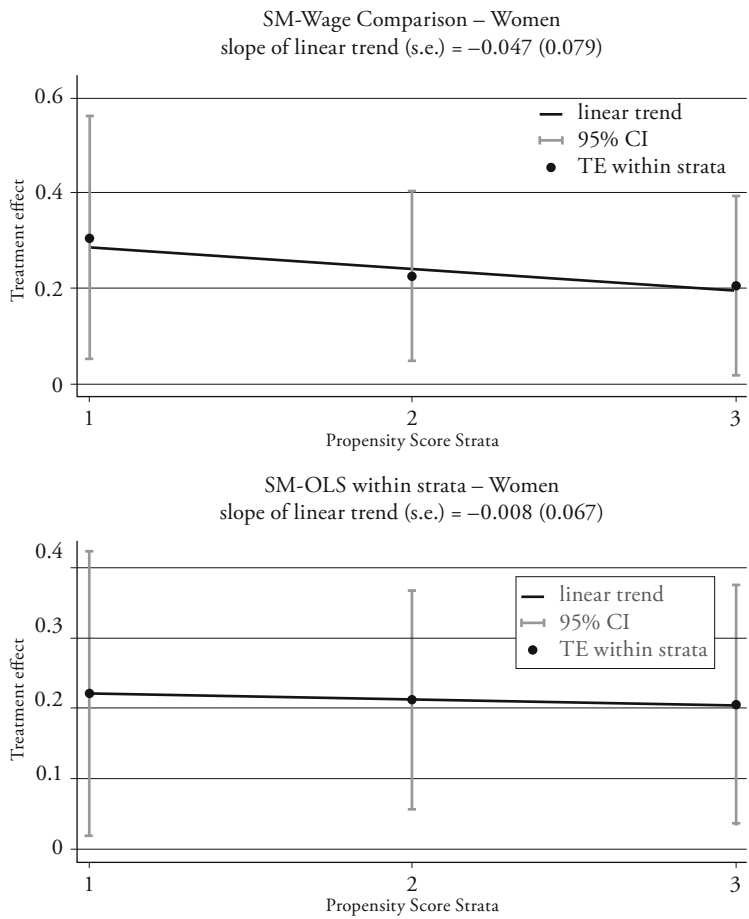 SM-Wage Comparison – Women
slope of linear trend (s.e.) = –0.047 (0.079)
0.6
linear trend
95% CI
TE within strata
0.4
Treatment effect
0.2
0
1
2
3
Propensity Score Strata
SM-OLS within strata – Women
slope of linear trend (s.e.) = –0.008 (0.067)
0.4
linear trend
95% CI
TE within strata
0.3
Treatment effect
0.2
0.1
0
1
2
3
Propensity Score Strata